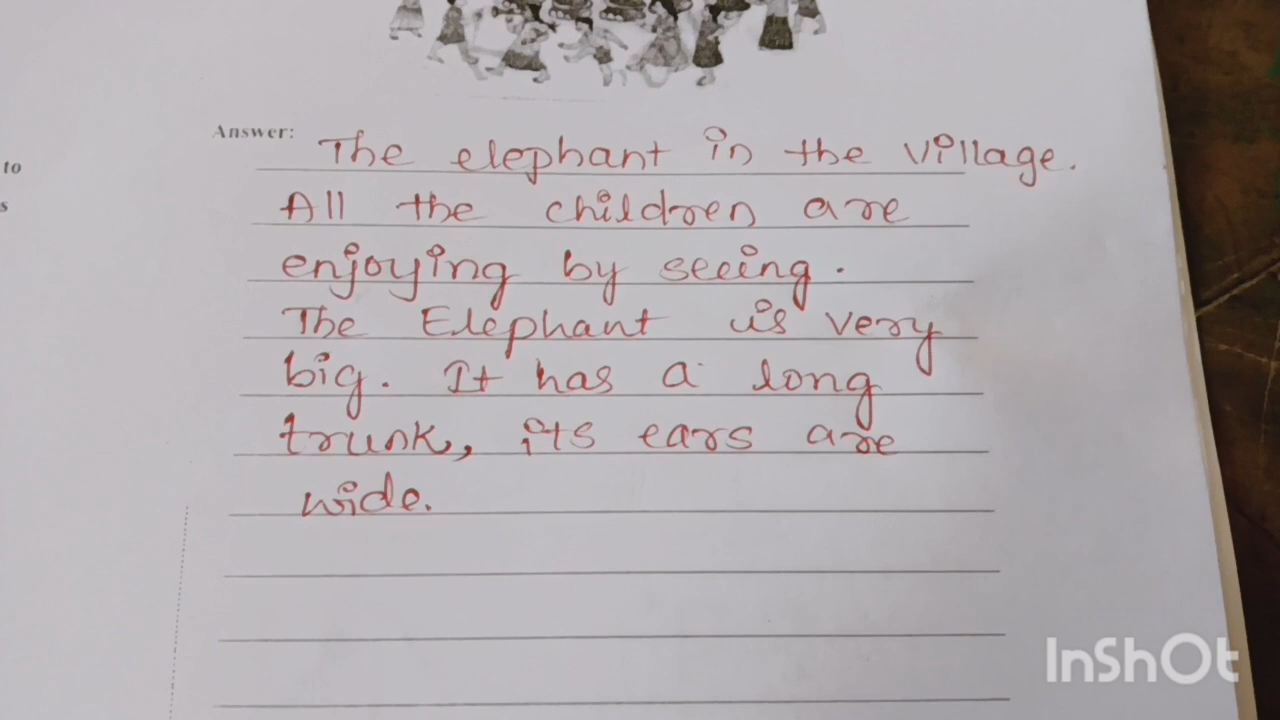 Answer: The elephant in the village.
to
All the children are
s
enjoying by seeing.
The Elephant is very
big. It has a long
trunk, its ears are
wide.
InShOt